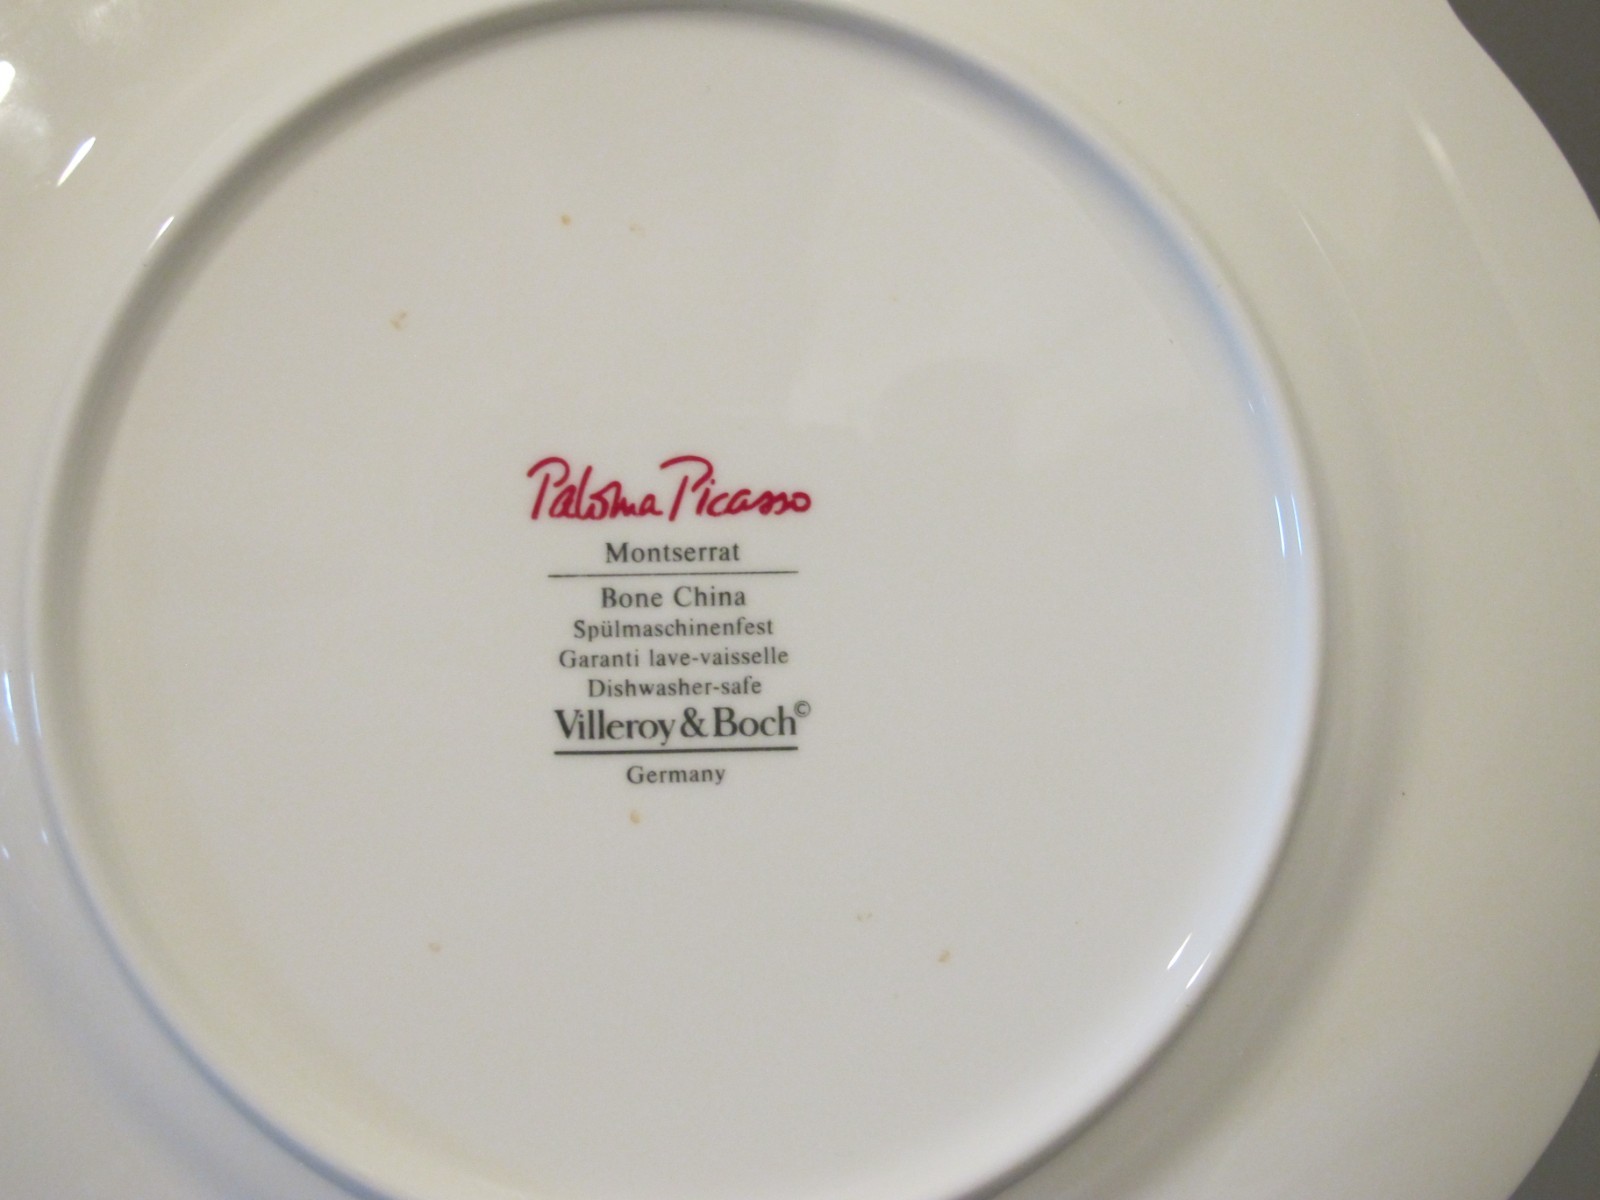 Paloma Picasso
Montserrat
Bone China
Spülmaschinenfest
Garanti lave-vaisselle
Dishwasher-safe
Villeroy & Boch©
Germany